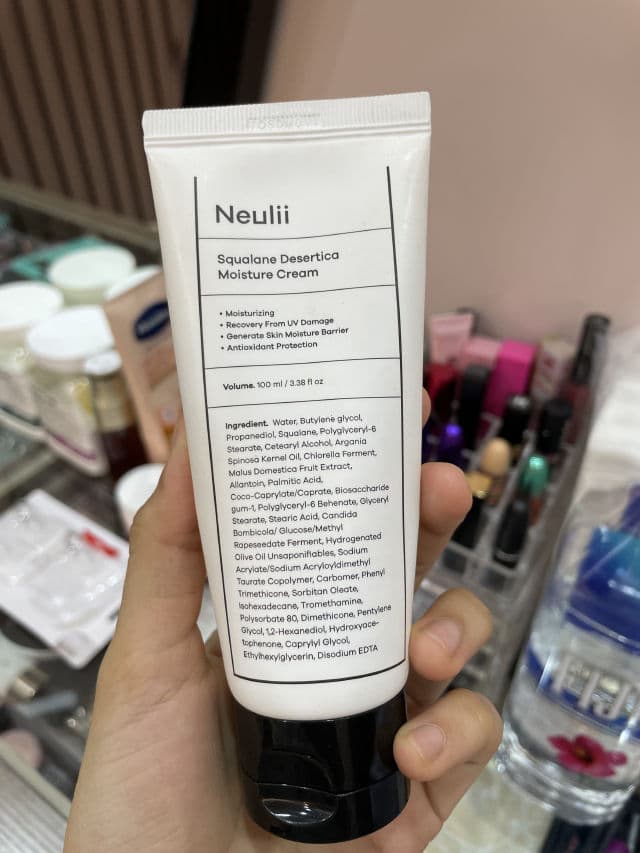 Neulii
Squalane Desertica
Moisture Cream
• Moisturizing
• Recovery From UV Damage
• Generate Skin Moisture Barrier
• Antioxidant Protection
Volume. 100 ml / 3.38 fl oz
Ingredient. Water, Butylene glycol,
Propanediol, Squalane, Polyglyceryl-6
Stearate, Cetearyl Alcohol, Argania
Spinosa Kernel Oil, Chlorella Ferment,
Malus Domestica Fruit Extract,
Allantoin, Palmitic Acid,
Coco-Caprylate/Caprate, Biosaccharide
gum-1, Polyglyceryl-6 Behenate, Glyceryl
Stearate, Stearic Acid, Candida
Bombicola/ Glucose/Methyl
Rapeseedate Ferment, Hydrogenated
Olive Oil Unsaponifiables, Sodium
Acrylate/Sodium Acryloyldimethyl
Taurate Copolymer, Carbomer, Phenyl
Trimethicone, Sorbitan Oleate,
Isohexadecane, Tromethamine,
Polysorbate 80, Dimethicone, Pentylene
Glycol, 1,2-Hexanediol, Hydroxyace-
tophenone, Caprylyl Glycol,
Ethylhexylglycerin, Disodium EDTA
FIJI